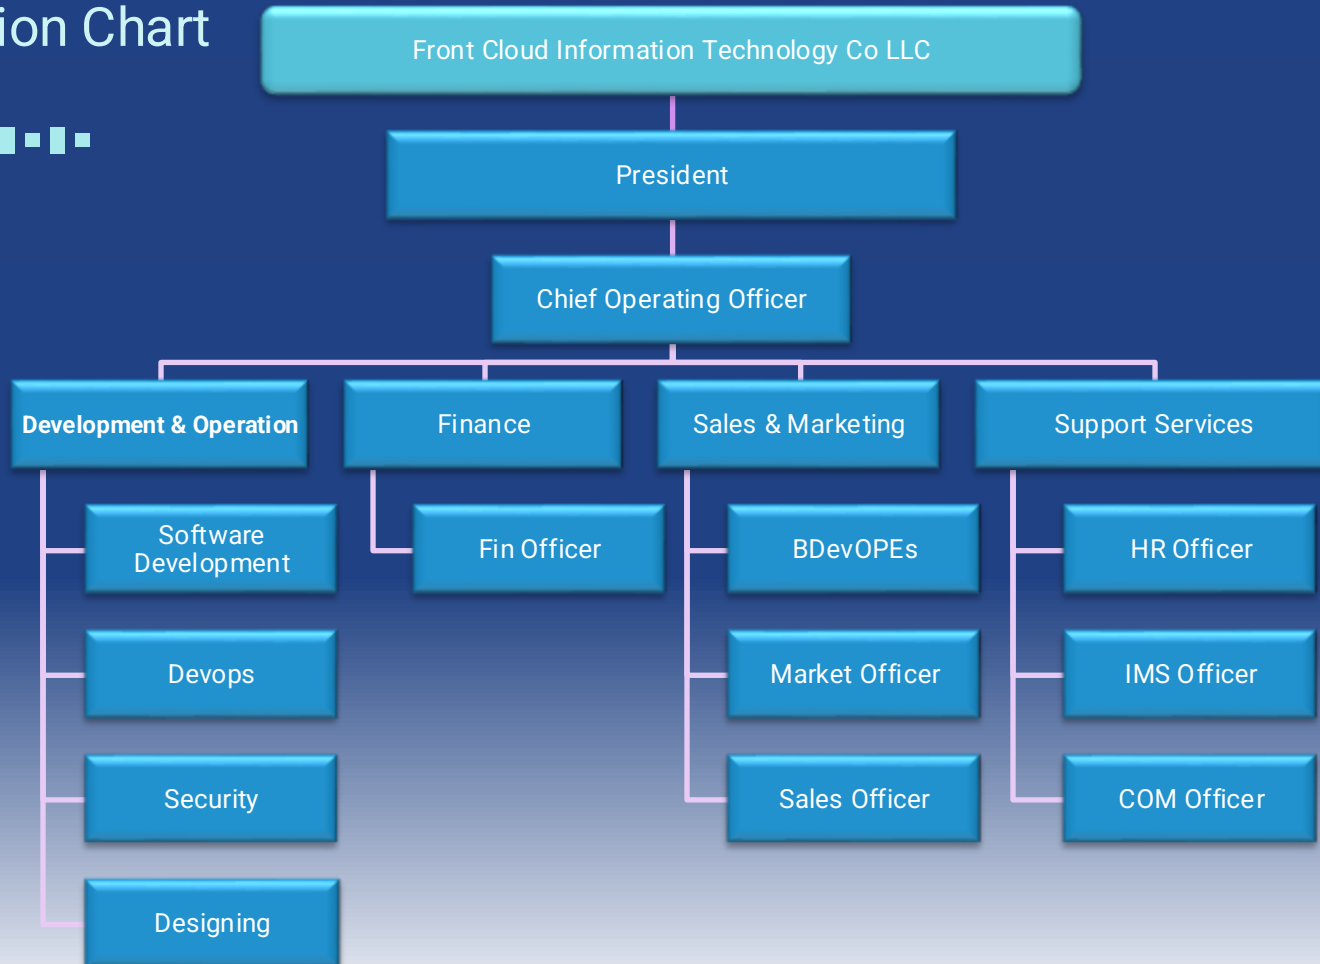 ion Chart
Front Cloud Information Technology Co LLC
President
Chief Operating Officer
Development & Operation
Finance
Sales & Marketing
Support Services
Software
Development
Fin Officer
BDevOPEs
HR Officer
Devops
Market Officer
IMS Officer
Security
Sales Officer
COM Officer
Designing